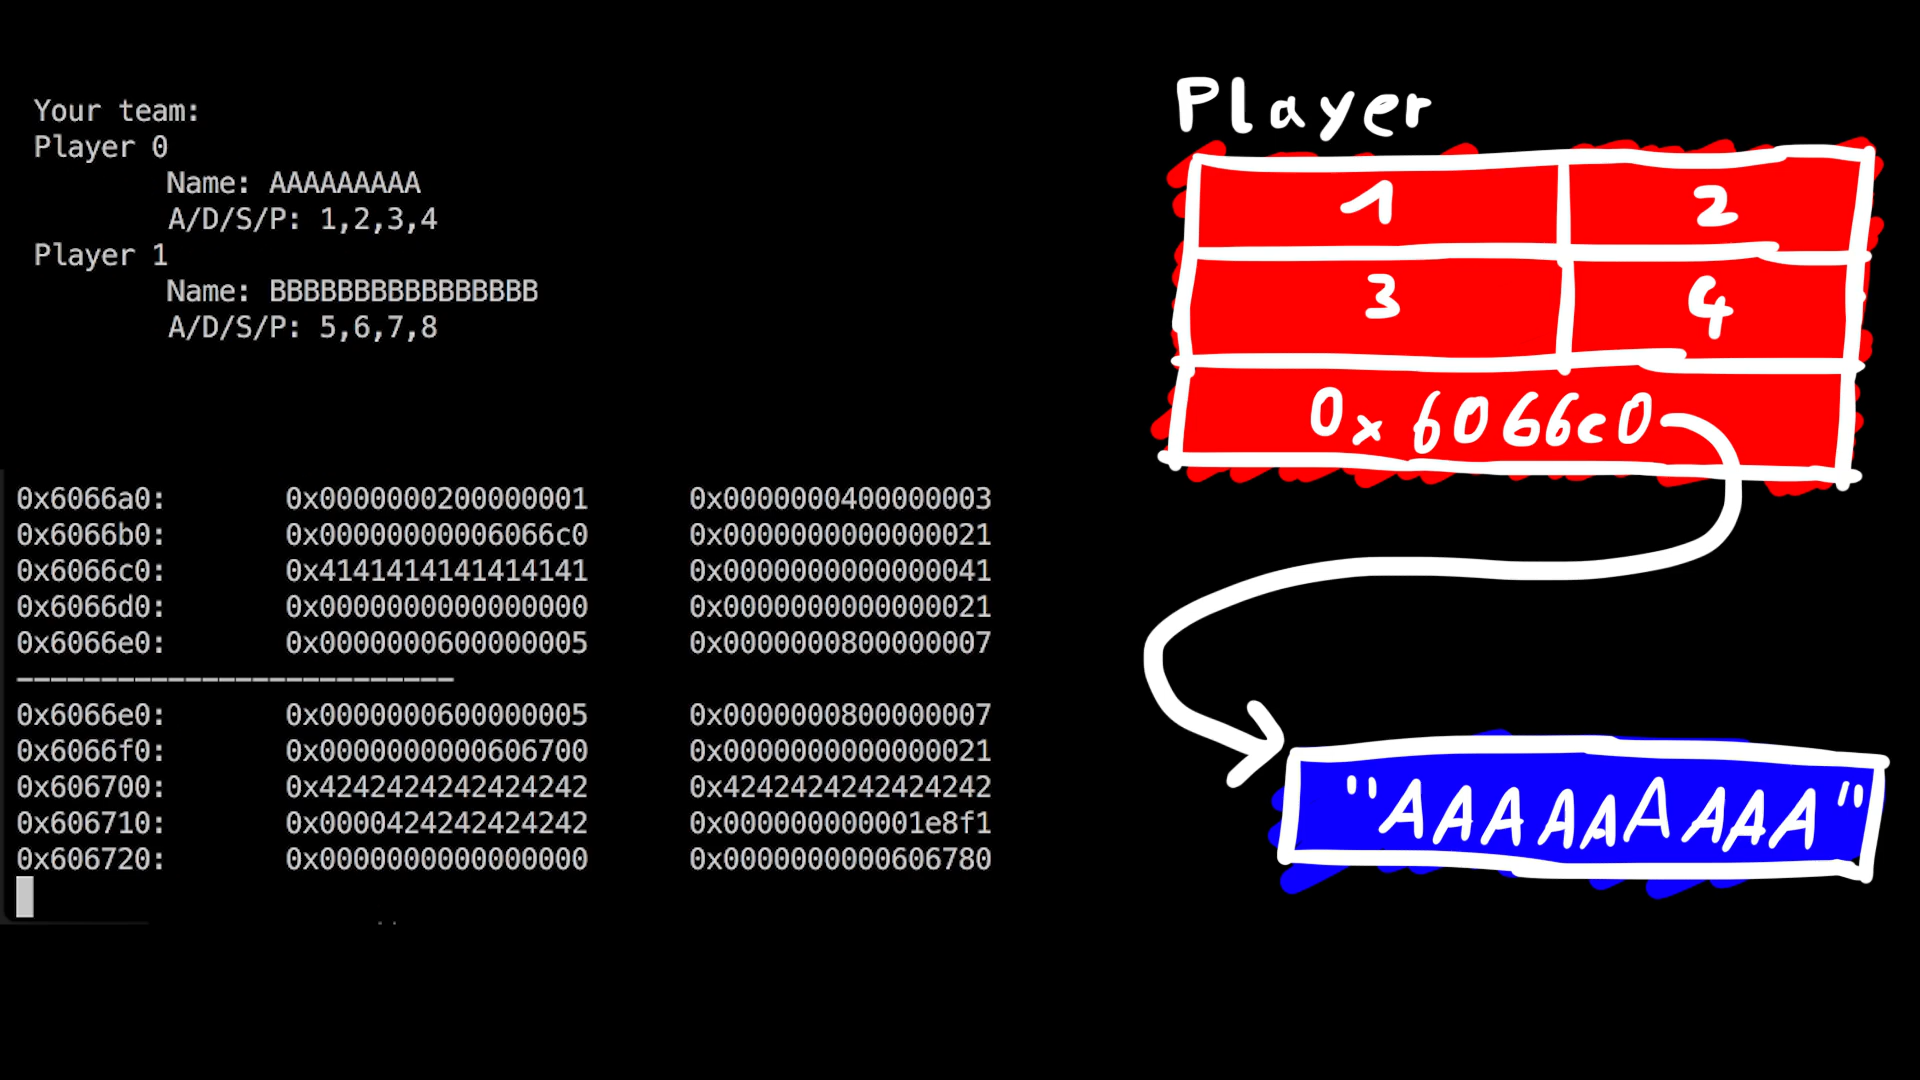 Your team:
Player 0
Name: AAAAAAAAA
A/D/S/P: 1,2,3,4
Player 1
Name: BBBBBBBBBBBBBBBB
A/D/S/P: 5,6,7,8
0x6066a0: 0x0000000200000001 0x0000000400000003
0x6066b0: 0x00000000006066c0 0x0000000000000021
0x6066c0: 0x4141414141414141 0x0000000000000041
0x6066d0: 0x0000000000000000 0x0000000000000021
0x6066e0: 0x0000000600000005 0x0000000800000007
--------------------------
0x6066e0: 0x0000000600000005 0x0000000800000007
0x6066f0: 0x0000000000606700 0x0000000000000021
0x606700: 0x4242424242424242 0x4242424242424242
0x606710: 0x0000424242424242 0x000000000001e8f1
0x606720: 0x0000000000000000 0x0000000000606780
Player
1 2
3 4
0x6066c0
"AAAAAAAAA"